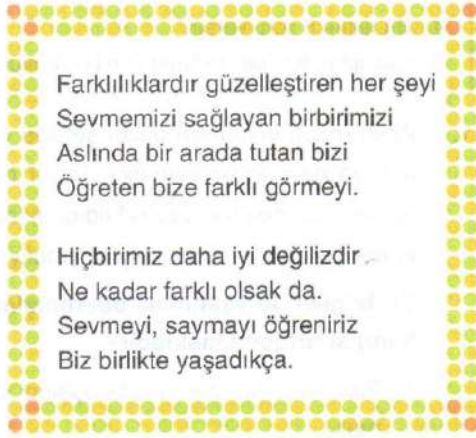 Farklılıklardır güzelleştiren her şeyi
Sevmemizi sağlayan birbirimizi
Aslında bir arada tutan bizi
Öğreten bize farklı görmeyi.
Hiçbirimiz daha iyi değilizdir
Ne kadar farklı olsak da.
Sevmeyi, saymayı öğreniriz
Biz birlikte yaşadıkça.